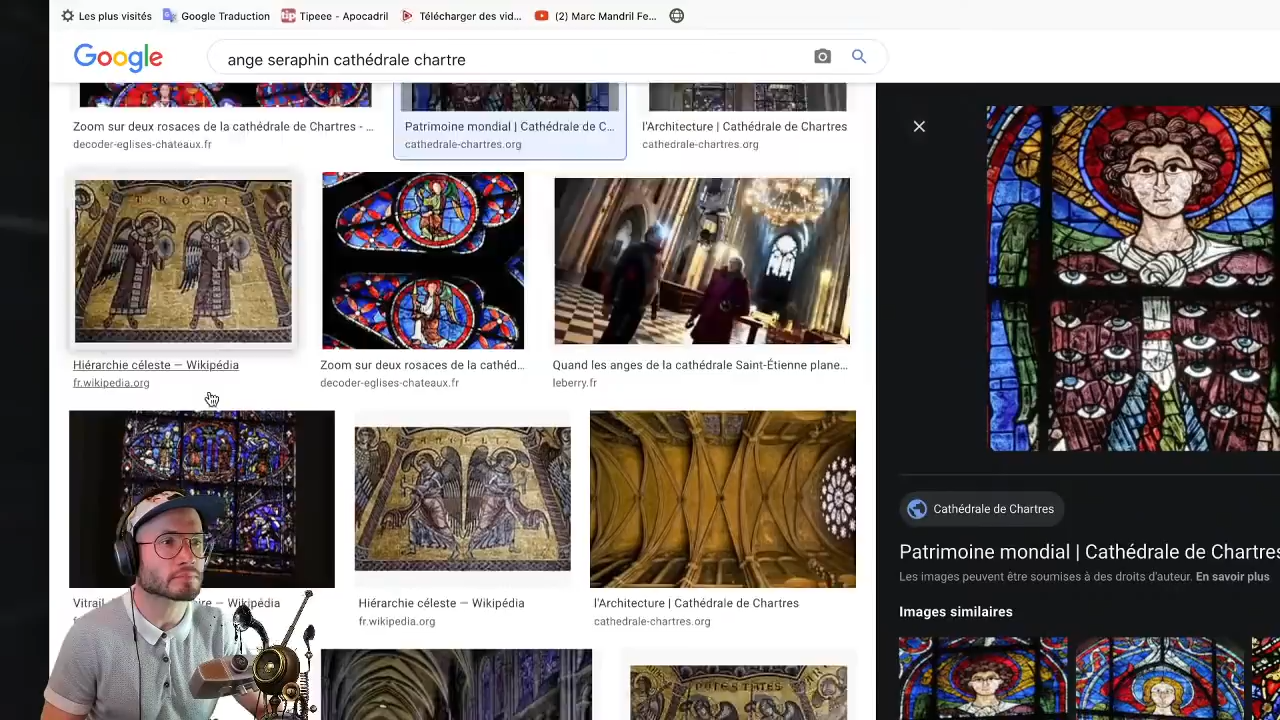 Les plus visités
Google Traduction
Tipeee - Apocadril
Télécharger des vid...
(2) Marc Mandril Fe...
Google
ange seraphin cathédrale chartre
Zoom sur deux rosaces de la cathédrale de Chartres - ...
decoder-eglises-chateaux.fr
Patrimoine mondial | Cathédrale de C...
cathedrale-chartres.org
l'Architecture | Cathédrale de Chartres
cathedrale-chartres.org
Hiérarchie céleste — Wikipédia
fr.wikipedia.org
Zoom sur deux rosaces de la cathéd...
decoder-eglises-chateaux.fr
Quand les anges de la cathédrale Saint-Étienne plane...
leberry.fr
Vitrail
— Wikipédia
Hiérarchie céleste — Wikipédia
fr.wikipedia.org
l'Architecture | Cathédrale de Chartres
cathedrale-chartres.org
POTESTATES
Cathédrale de Chartres
Patrimoine mondial | Cathédrale de Chartres
Les images peuvent être soumises à des droits d'auteur. En savoir plus
Images similaires